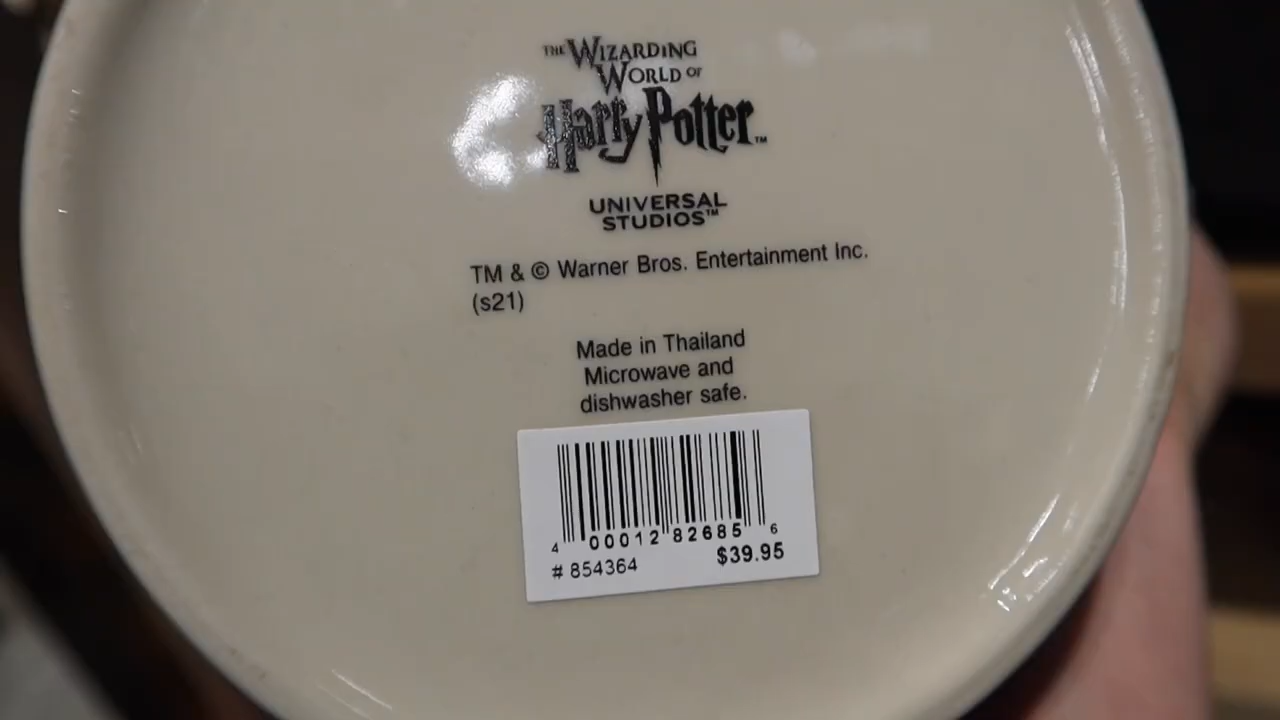 THE WIZARDING
WORLD OF
Harry Potter™
UNIVERSAL
STUDIOS™
TM & © Warner Bros. Entertainment Inc.
(s21)
Made in Thailand
Microwave and
dishwasher safe.
4 00012 82685 6
# 854364 $39.95